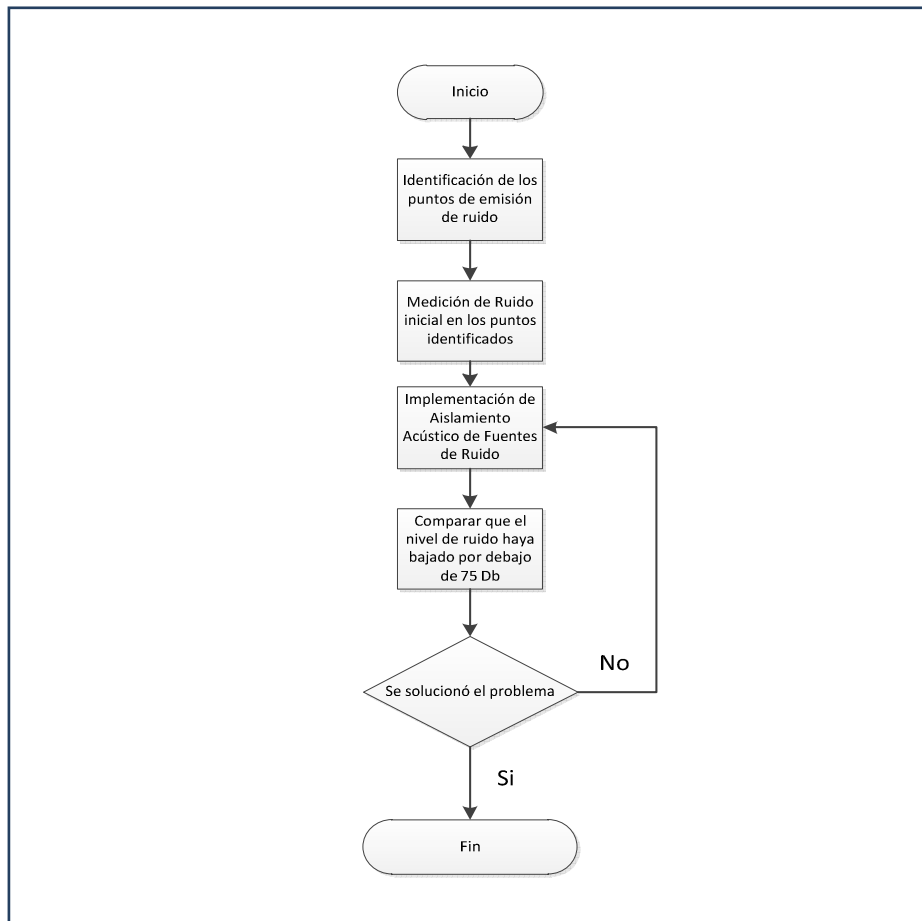 Inicio
Identificación de los
puntos de emisión
de ruido
Medición de Ruido
inicial en los puntos
identificados
Implementación de
Aislamiento
Acústico de Fuentes
de Ruido
Comparar que el
nivel de ruido haya
bajado por debajo
de 75 Db
Se solucionó el problema
No
Si
Fin